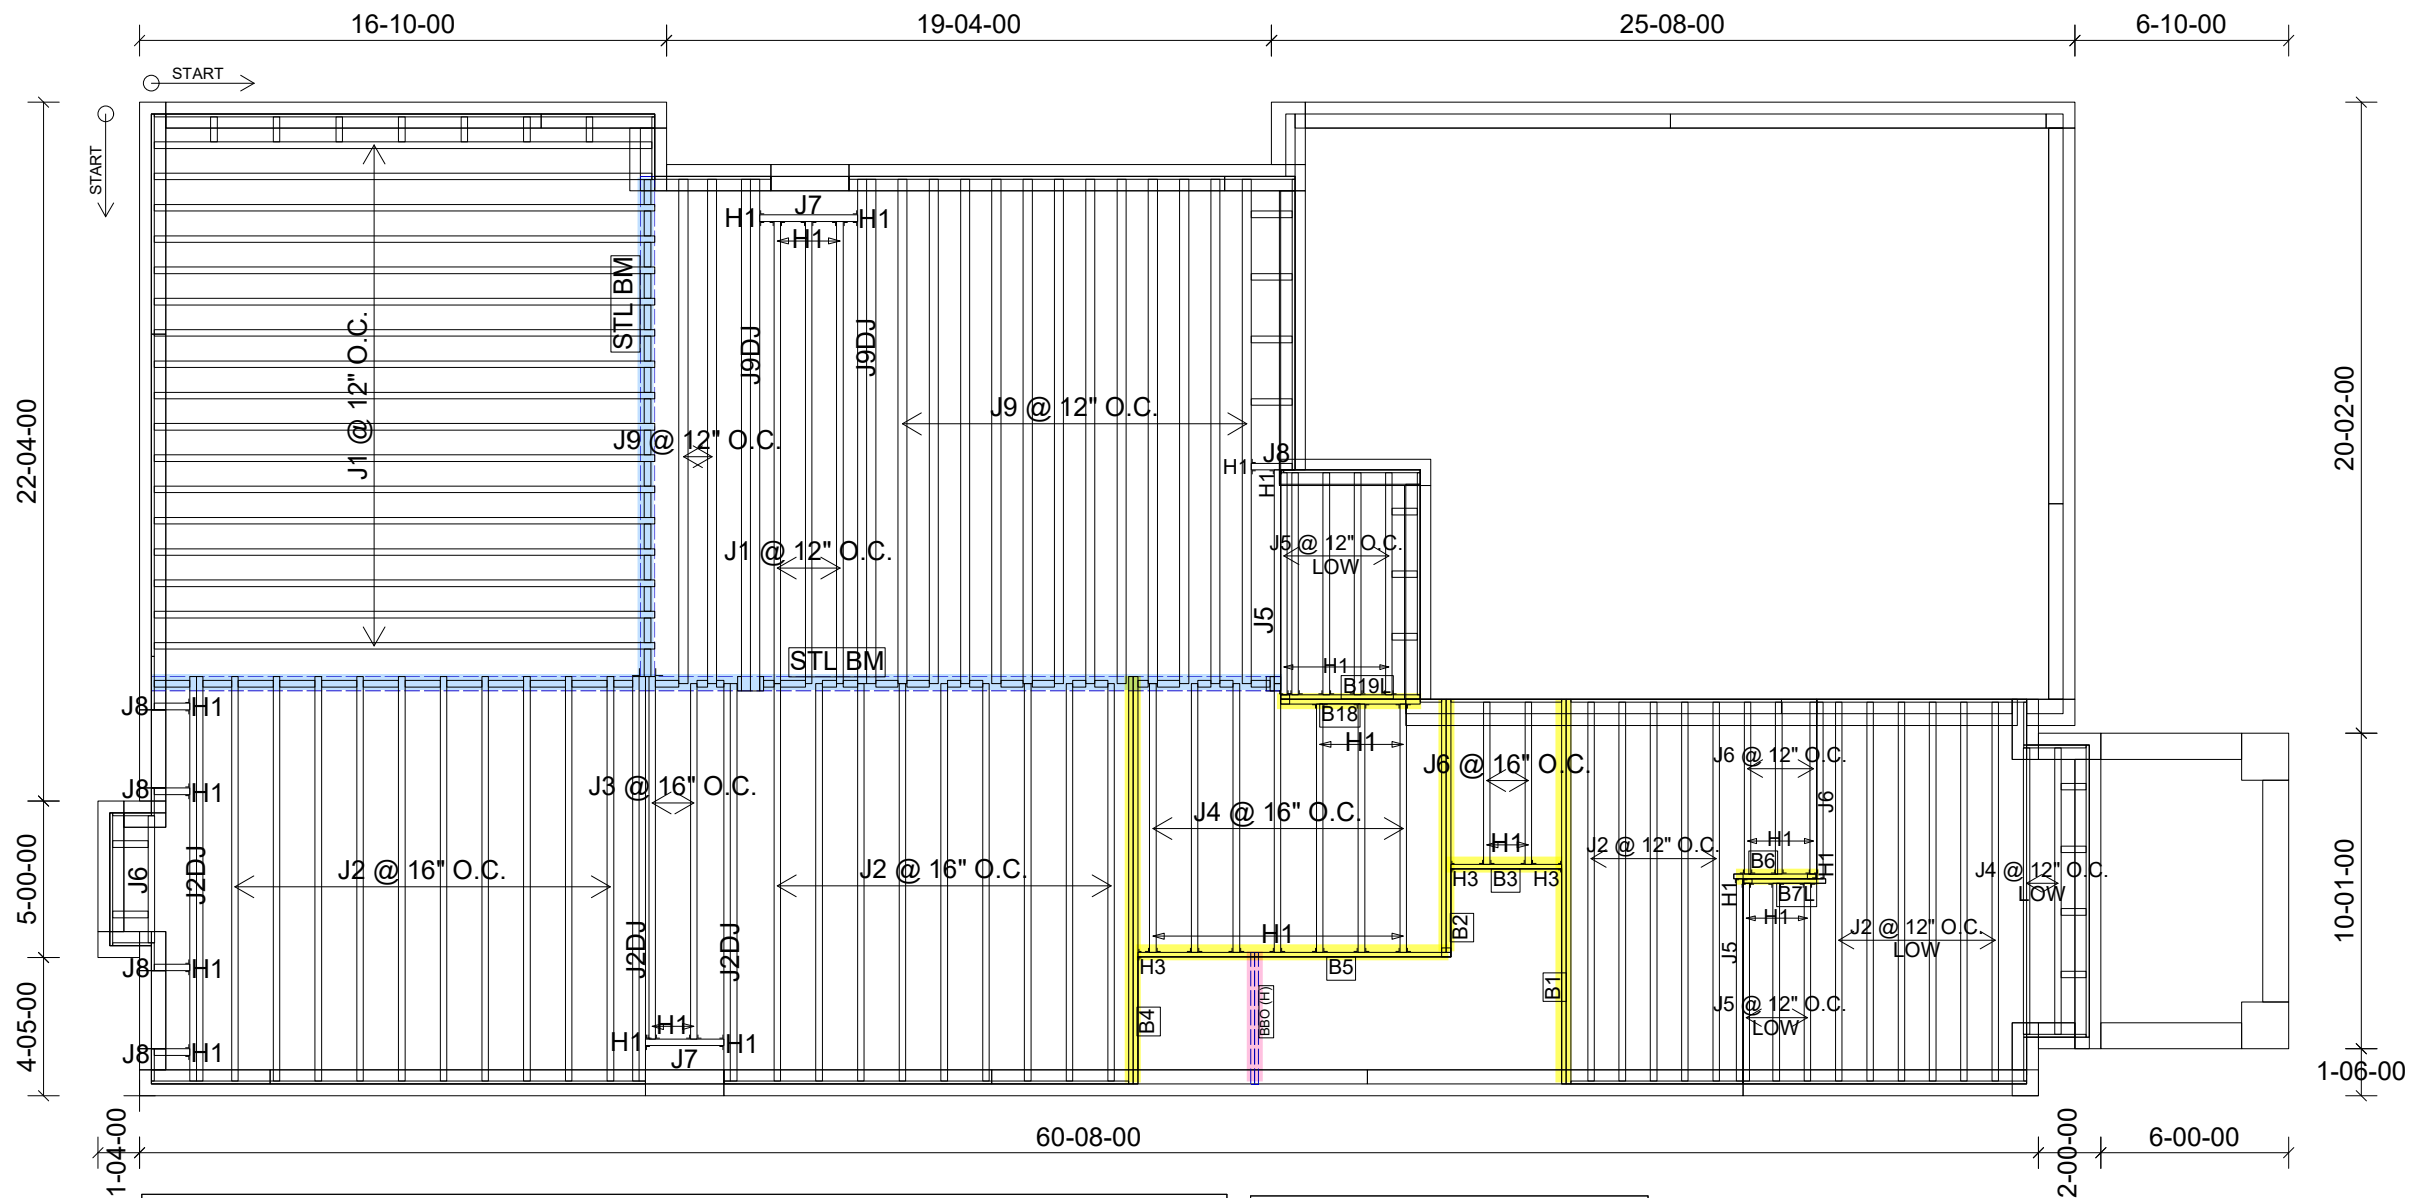 16-10-00
19-04-00
25-08-00
6-10-00
START
START
22-04-00
5-00-00
4-05-00
20-02-00
10-01-00
1-06-00
J1 @ 12" O.C.
STL BM
H1
J7
H1
H1
J9DJ
J9DJ
J9 @ 12" O.C.
J9 @ 12" O.C.
J8
H1
H1
J1 @ 12" O.C.
J5 @ 12" O.C.
LOW
J5
STL BM
H1
B19L
B18
H1
J8
H1
J8
H1
J3 @ 16" O.C.
J6 @ 16" O.C.
J6 @ 12" O.C.
J6
J4 @ 16" O.C.
H1
H1
J2 @ 12" O.C.
B6
H1
J6
J2DJ
J2 @ 16" O.C.
J2 @ 16" O.C.
H3
B3
H3
J4 @ 12" O.C.
LOW
H1
B7L
H1
B2
J2DJ
J2DJ
H1
J2 @ 12" O.C.
LOW
J5
J8
H1
H3
B5
B1
BBO (H)
B4
J5 @ 12" O.C.
LOW
J8
H1
H1
H1
H1
J7
1-04-00
60-08-00
2-00-00
6-00-00